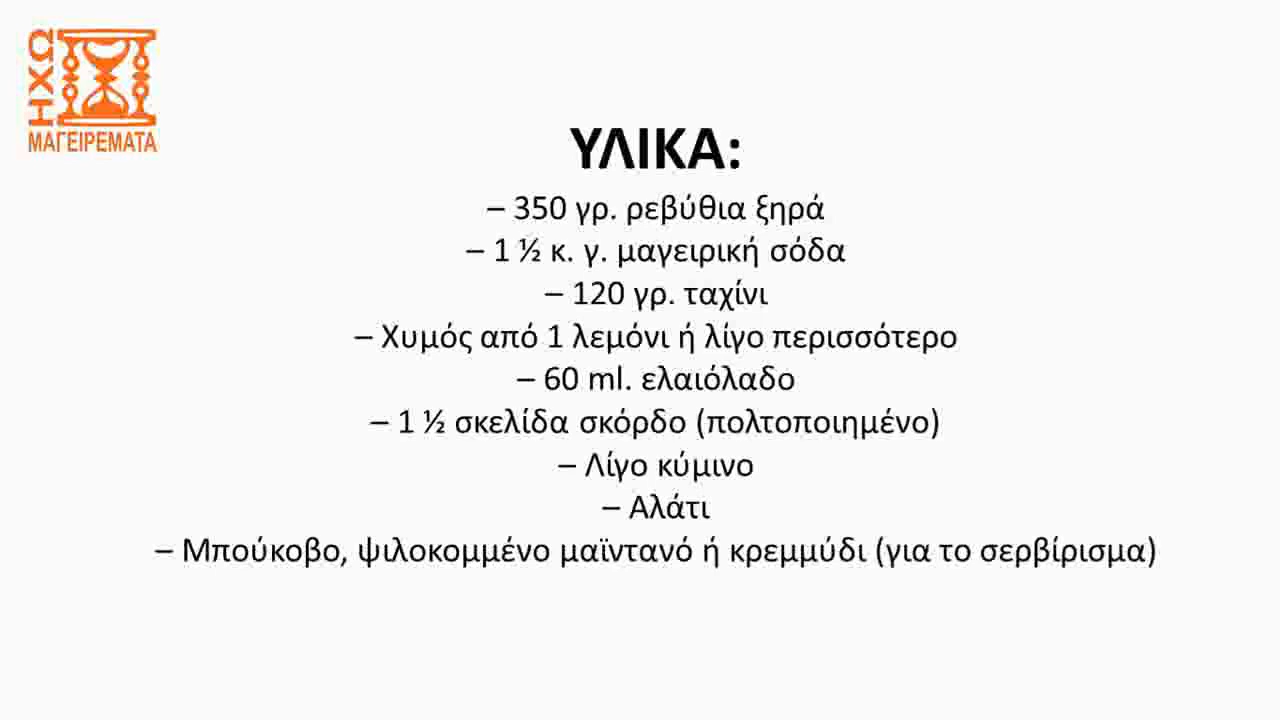 ΗΧΩ
ΜΑΓΕΙΡΕΜΑΤΑ
ΥΛΙΚΑ:
– 350 γρ. ρεβύθια ξηρά
– 1 ½ κ. γ. μαγειρική σόδα
– 120 γρ. ταχίνι
– Χυμός από 1 λεμόνι ή λίγο περισσότερο
– 60 ml. ελαιόλαδο
– 1 ½ σκελίδα σκόρδο (πολτοποιημένο)
– Λίγο κύμινο
– Αλάτι
– Μπούκοβο, ψιλοκομμένο μαϊντανό ή κρεμμύδι (για το σερβίρισμα)